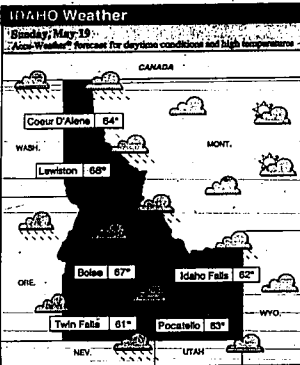 IDAHO Weather
Sunday, May 19
Accu-Weather® forecast for daytime conditions and high temperatures
CANADA
Coeur D'Alene 64°
WASH.
MONT.
Lewiston 68°
Boise 67°
Idaho Falls 62°
ORE.
WYO.
Twin Falls 61°
Pocatello 63°
NEV.
UTAH